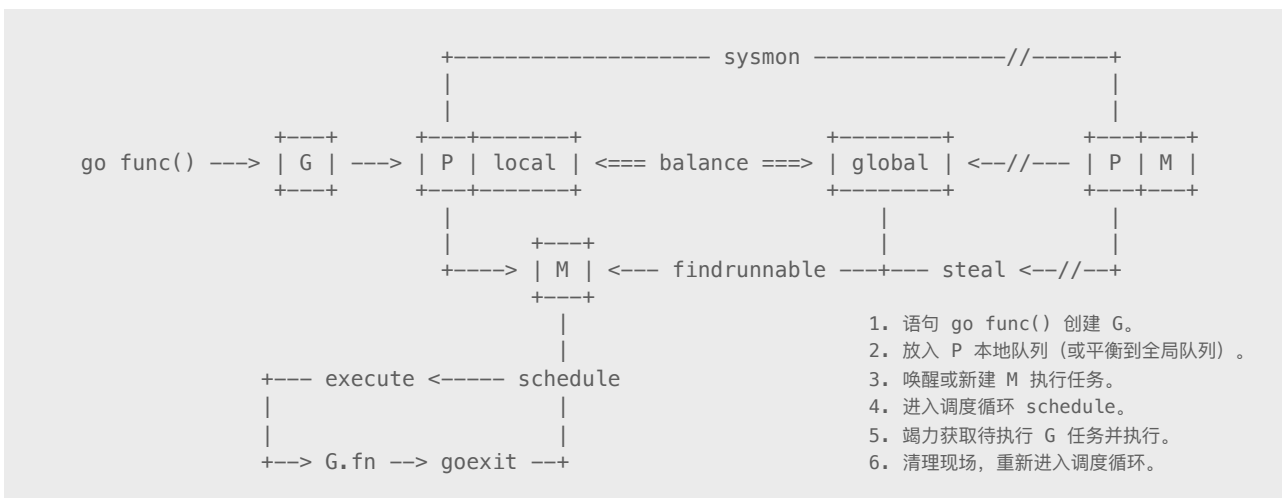 +------------------- sysmon ---------------//------+
|                                                  |
|                                                  |
+---+      +---+-------+                   +--------+          +---+---+
go func() ---> | G | ---> | P | local | <=== balance ===> | global | <--//--- | P | M |
+---+      +---+-------+                   +--------+          +---+---+
|                                |                |
|      +---+                     |                |
+----> | M | <--- findrunnable ---+--- steal <--//--+
+---+
|
1. 语句 go func() 创建 G。
| 2. 放入 P 本地队列（或平衡到全局队列）。
+--- execute <----- schedule 3. 唤醒或新建 M 执行任务。
|                    | 4. 进入调度循环 schedule。
|                    | 5. 竭力获取待执行 G 任务并执行。
+--> G.fn --> goexit --+ 6. 清理现场，重新进入调度循环。